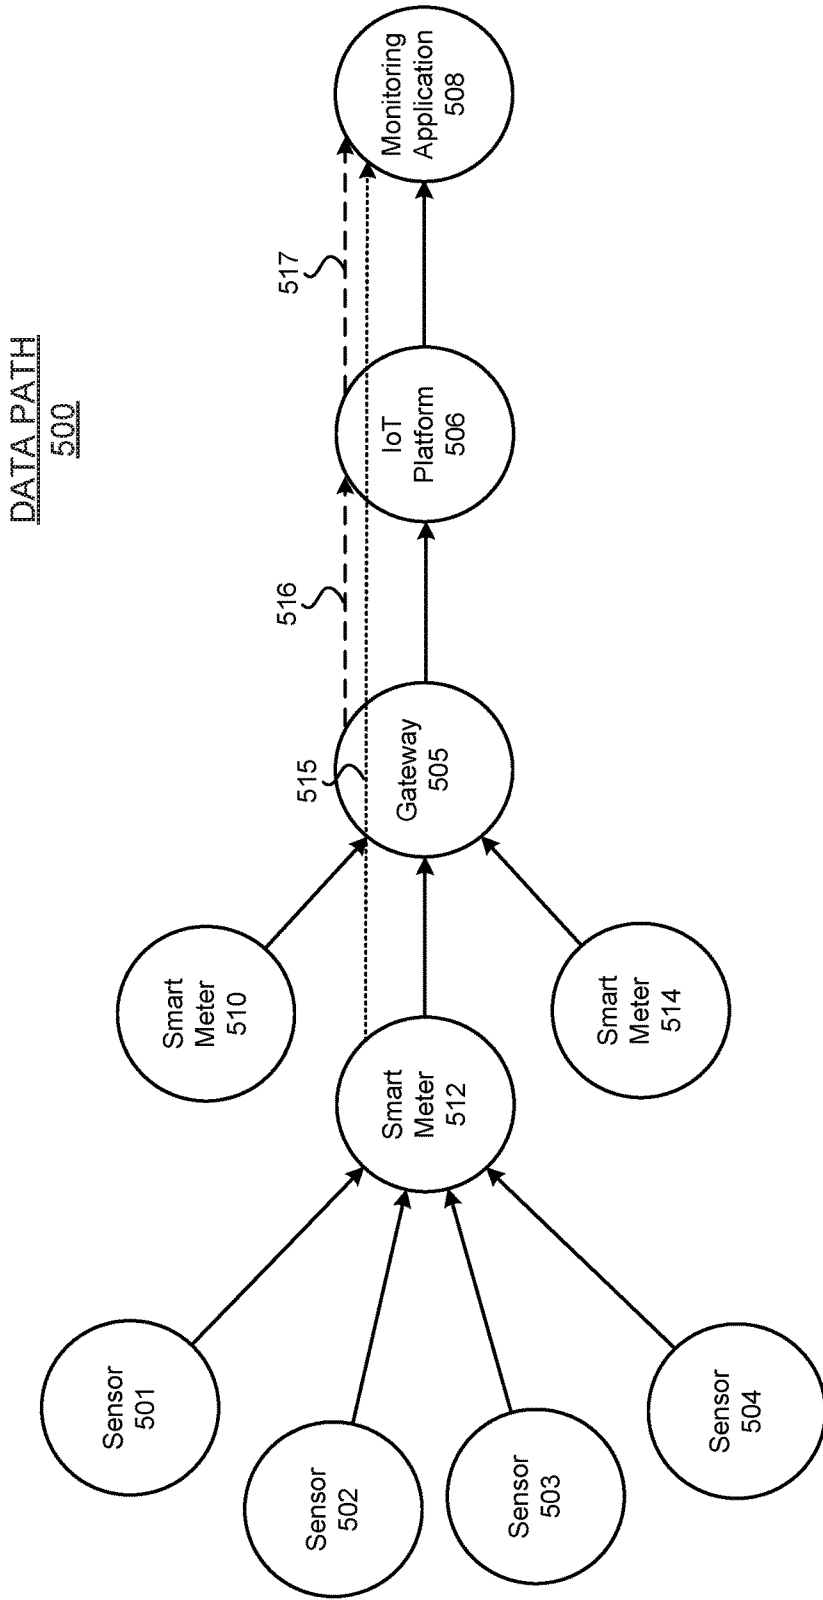 DATA PATH
500
Sensor
501
Sensor
502
Sensor
503
Sensor
504
Smart
Meter
510
Smart
Meter
512
Smart
Meter
514
515
Gateway
505
516
IoT
Platform
506
517
Monitoring
Application
508